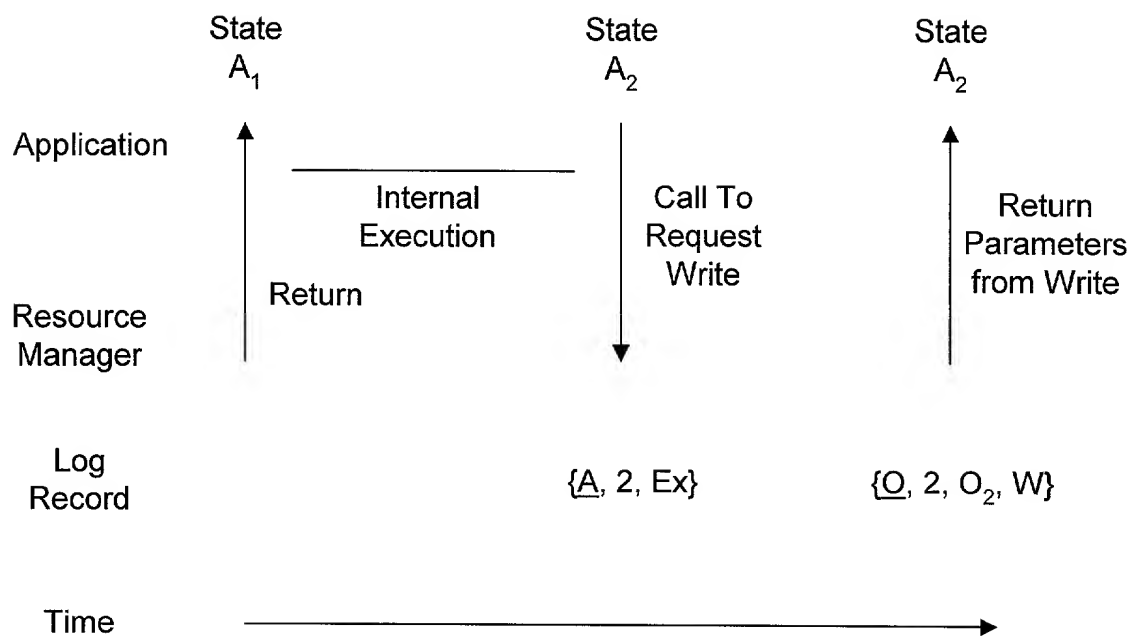 State
A₁
State
A₂
State
A₂
Application
Internal
Execution
Call To
Request
Write
Return
Parameters
from Write
Return
Resource
Manager
Log
Record
{A, 2, Ex}
{O, 2, O₂, W}
Time